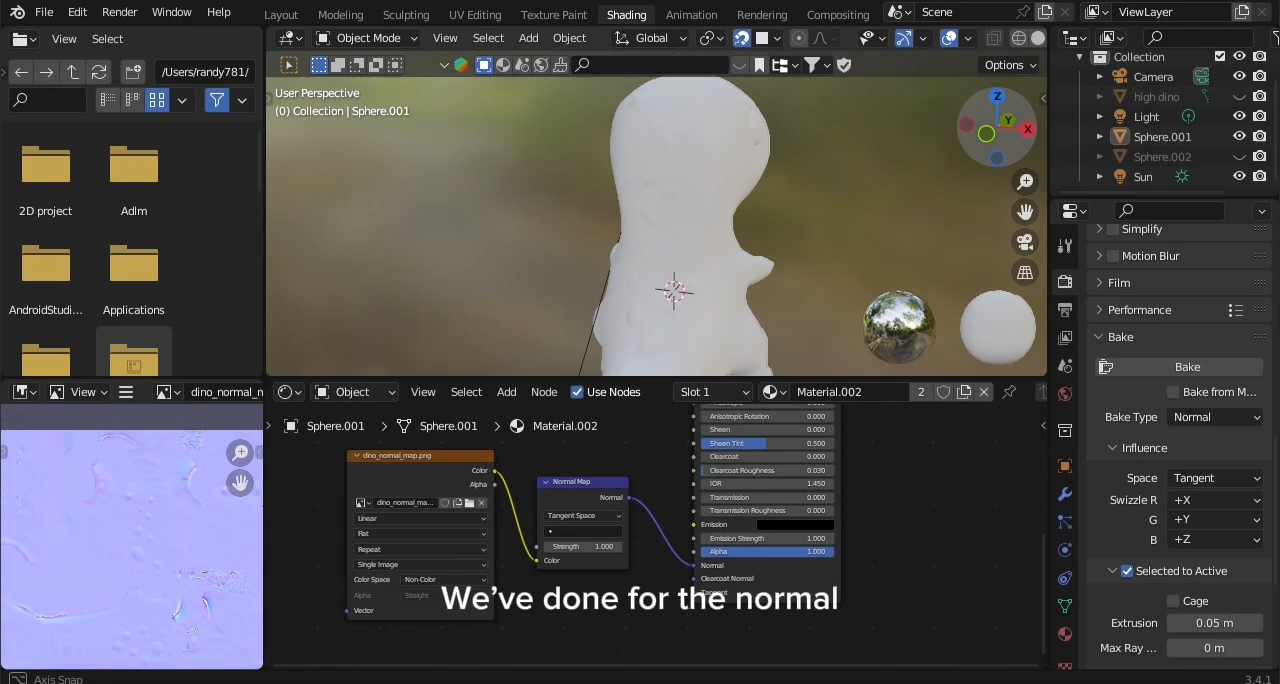 File Edit Render Window Help Layout Modeling Sculpting UV Editing Texture Paint Shading Animation Rendering Compositing Scene ViewLayer
View Select
/Users/randy781/
2D project
Adlm
AndroidStudi...
Applications
Object Mode View Select Add Object Global
Options
User Perspective
(0) Collection | Sphere.001
Z
Y
X
Collection
Camera
high dino
Light
Sphere.001
Sphere.002
Sun
Simplify
Motion Blur
Film
Performance
Bake
Bake
Bake from M...
Bake Type Normal
Influence
Space Tangent
Swizzle R +X
G +Y
B +Z
Selected to Active
Cage
Extrusion 0.05 m
Max Ray ... 0 m
View dino_normal_n
Object View Select Add Node Use Nodes Slot 1 Material.002 2
Sphere.001 > Sphere.001 > Material.002
dino_normal_map.png
Color
Alpha
dino_normal_ma...
Linear
Flat
Repeat
Single Image
Color Space Non-Color
Alpha Straight
Vector
Normal Map
Normal
Tangent Space
Strength 1.000
Color
Anisotropic Rotation 0.000
Sheen 0.000
Sheen Tint 0.500
Clearcoat 0.000
Clearcoat Roughness 0.030
IOR 1.450
Transmission 0.000
Transmission Roughness 0.000
Emission
Emission Strength 1.000
Alpha 1.000
Normal
Clearcoat Normal
Tangent
We’ve done for the normal
Axis Snap
3.4.1